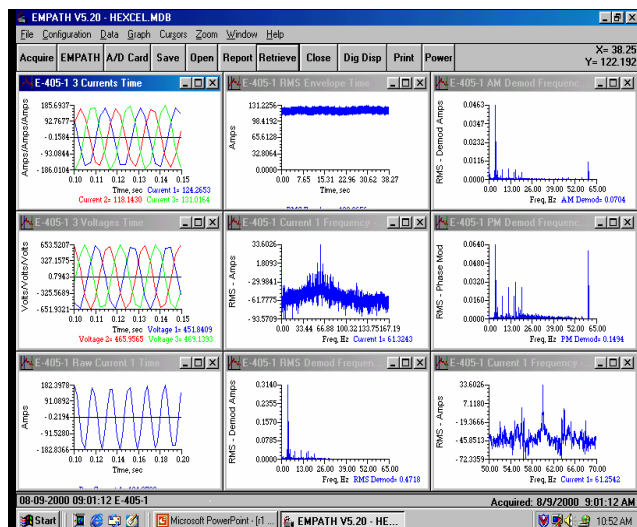 EMPATH V5.20 - HEXCEL.MDB
File Configuration Data Graph Cursors Zoom Window Help
Acquire EMPATH A/D Card Save Open Report Retrieve Close Dig Disp Print Power
X= 38.25
Y= 122.192
E-405-1 3 Currents Time
Amps/Amps/Amps
185.6937
92.7677
-0.1584
-93.0844
-186.0104
0.10 0.11 0.12 0.13 0.14 0.15
Time, sec Current 1= 124.2653
Current 2= 118.1430 Current 3= 131.0164
E-405-1 RMS Envelope Time
Amps
131.2256
98.4192
65.6128
32.8064
0.0000
0.00 7.65 15.31 22.96 30.62 38.27
Time, sec
E-405-1 AM Demod Frequency
RMS - Demod Amps
0.0463
0.0347
0.0232
0.0116
0.0000
0.00 13.00 26.00 39.00 52.00 65.00
Freq, Hz AM Demod= 0.0704
E-405-1 3 Voltages Time
Volts/Volts/Volts
653.5207
327.1575
0.7943
-325.5689
-651.9321
0.10 0.11 0.12 0.13 0.14 0.15
Time, sec Voltage 1= 451.8409
Voltage 2= 465.9565 Voltage 3= 469.1393
E-405-1 Current 1 Frequency -
RMS - Amps
33.6026
1.8093
-29.9841
-61.7775
-93.5709
0.00 33.44 66.88 100.32 133.75 167.19
Freq, Hz Current 1= 61.3243
E-405-1 PM Demod Frequency
RMS - Phase Mod
0.0640
0.0480
0.0320
0.0160
0.0000
0.00 13.00 26.00 39.00 52.00 65.00
Freq, Hz PM Demod= 0.1494
E-405-1 Raw Current 1 Time
Amps
182.3978
91.0892
-0.2194
-91.5280
-182.8366
0.10 0.12 0.14 0.16 0.18 0.20
Time, sec
E-405-1 RMS Demod Frequency
RMS - Demod Amps
0.3140
0.2355
0.1570
0.0785
0.0000
0.00 13.00 26.00 39.00 52.00 65.00
Freq, Hz RMS Demod= 0.4718
E-405-1 Current 1 Frequency -
RMS - Amps
33.6026
7.1180
-19.3667
-45.8513
-72.3359
50.00 54.00 58.00 62.00 66.00 70.00
Freq, Hz Current 1= 61.2542
08-09-2000 09:01:12 E-405-1
Acquired: 8/9/2000 9:01:12 AM
Start Microsoft PowerPoint - [r1 ... EMPATH V5.20 - HE... 10:52 AM